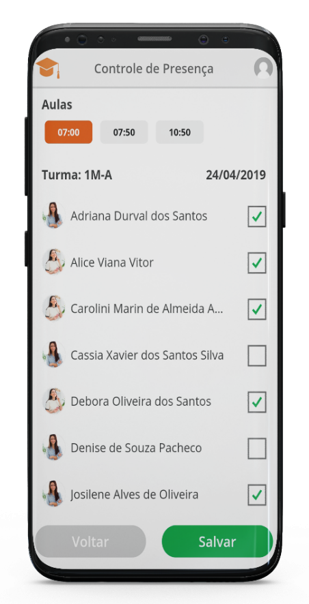 Controle de Presença
Aulas
07:00 07:50 10:50
Turma: 1M-A 24/04/2019
Adriana Durval dos Santos
Alice Viana Vitor
Carolini Marin de Almeida A...
Cassia Xavier dos Santos Silva
Debora Oliveira dos Santos
Denise de Souza Pacheco
Josilene Alves de Oliveira
Voltar Salvar